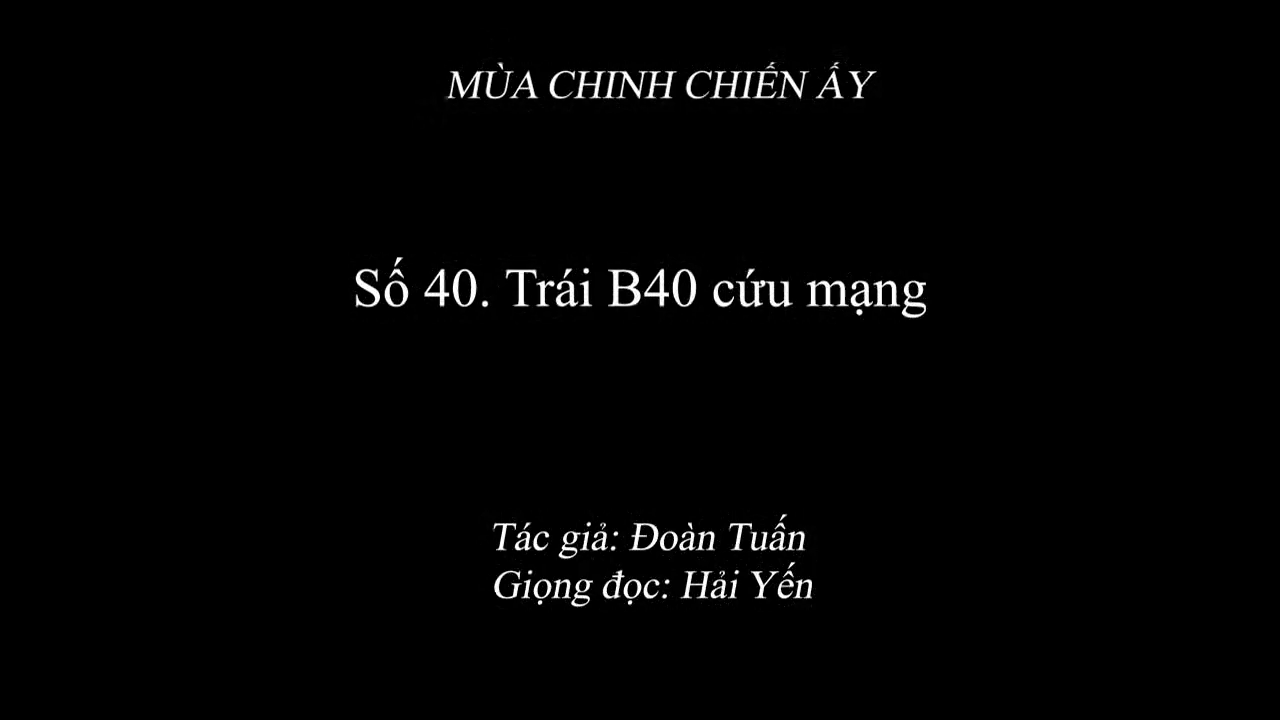 MÙA CHINH CHIẾN ẤY
Số 40. Trái B40 cứu mạng
Tác giả: Đoàn Tuấn
Giọng đọc: Hải Yến